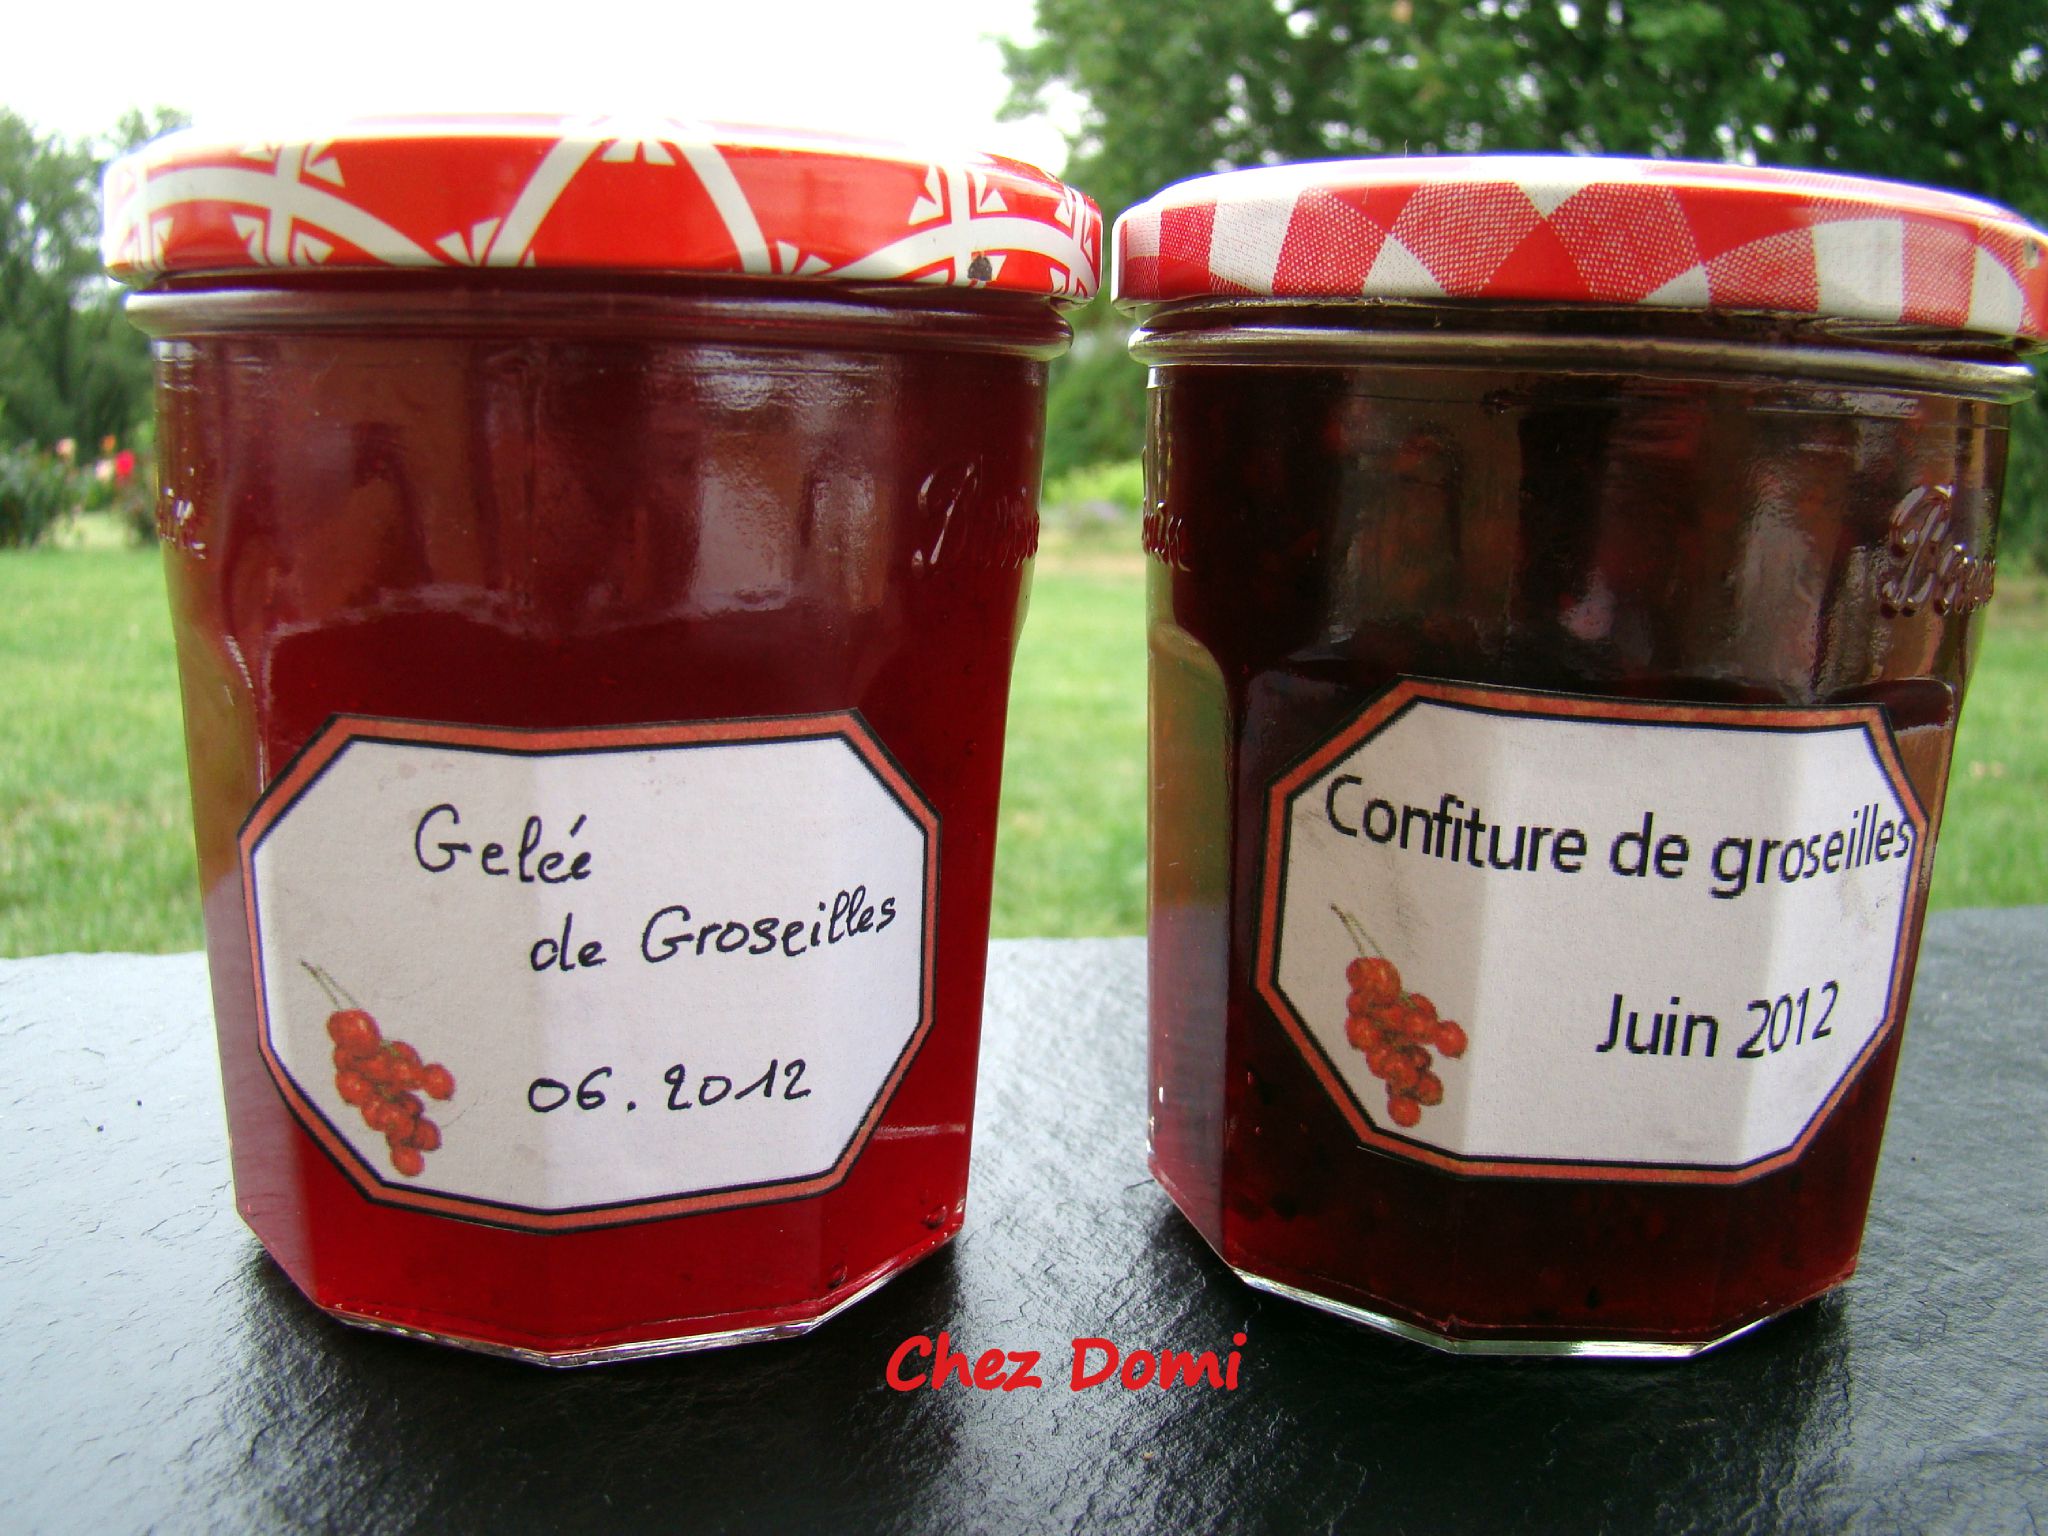 Gelée
de Groseilles
06.2012
Confiture de groseilles
Juin 2012
Chez Domi